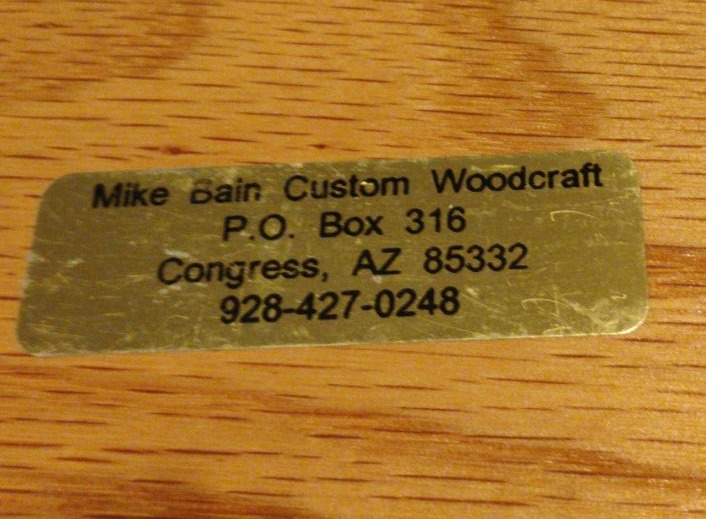 Mike Bain Custom Woodcraft
P.O. Box 316
Congress, AZ 85332
928-427-0248